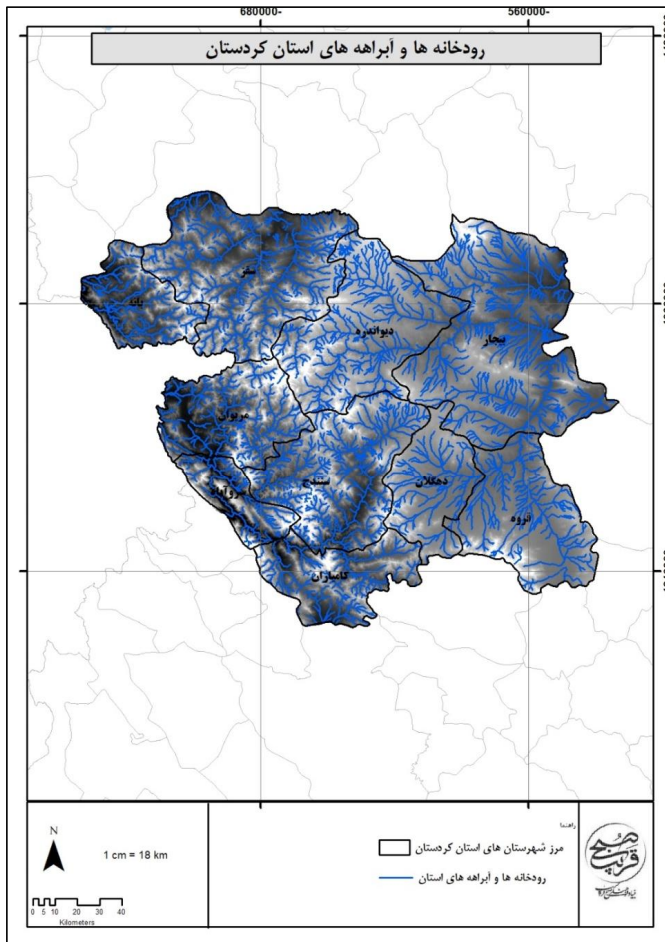 680000-
560000-
رودخانه ها و آبراهه های استان کردستان
سقز
بانه
دیواندره
بیجار
مریوان
سنندج
دهگلان
سروآباد
قروه
کامیاران
راهنما
N
1 cm = 18 km
مرز شهرستان های استان کردستان
رودخانه ها و آبراهه های استان
0 5 10 20 30 40
Kilometers